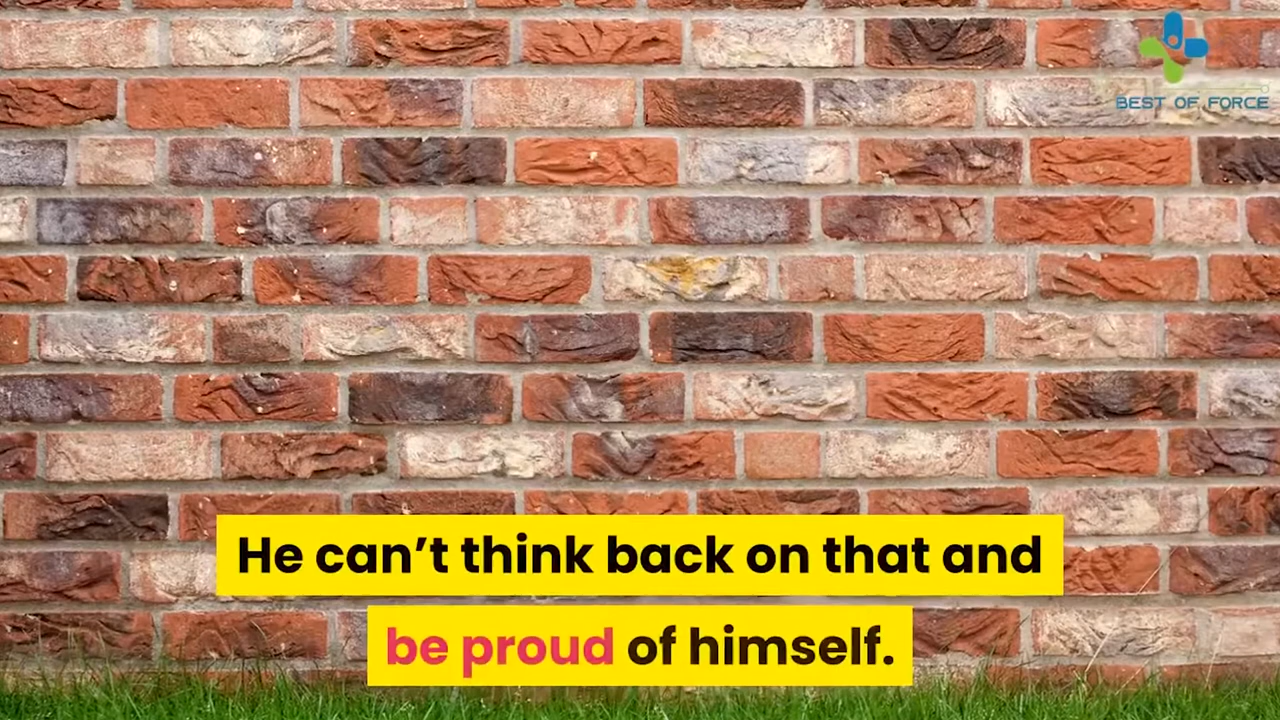 BEST OF FORCE
He can’t think back on that and
be proud of himself.